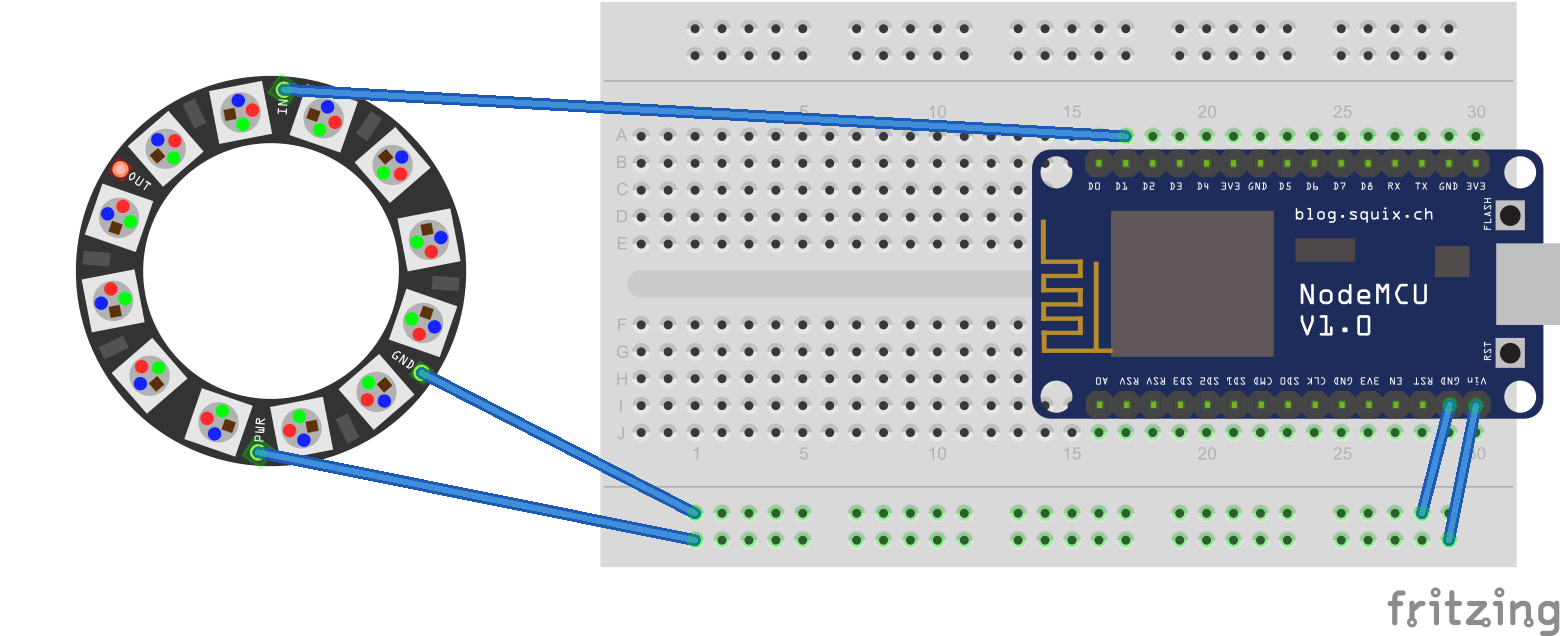 IN
OUT
GND
PWR
5 10 15 20 25 30
A
B
C
D
E
F
G
H
I
J
D0 D1 D2 D3 D4 3V3 GND D5 D6 D7 D8 RX TX GND 3V3
blog.squix.ch
FLASH
NodeMCU
V1.0
RST
A0 RSV RSV SD3 SD2 SD1 CMD SD0 CLK GND 3V3 EN RST GND Vin
1 5 10 15 20 25 30
fritzing